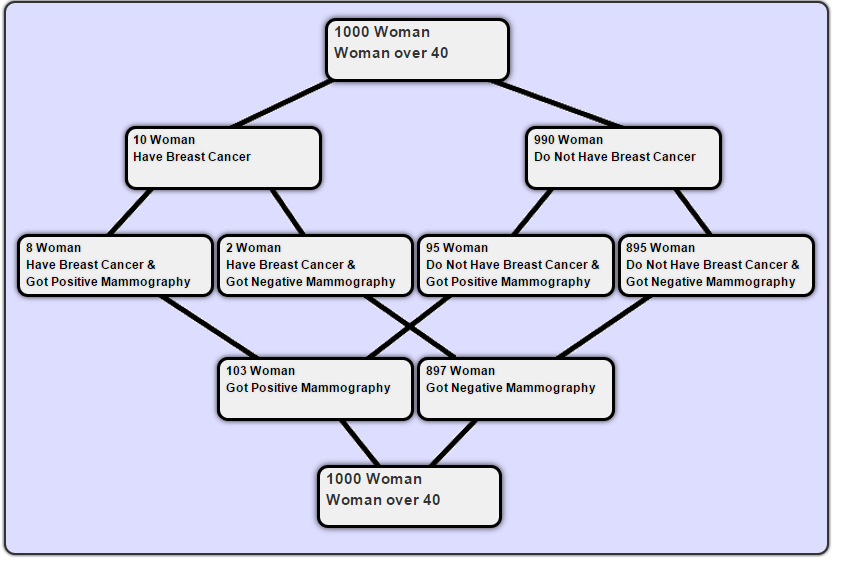 1000 Woman
Woman over 40
10 Woman
Have Breast Cancer
990 Woman
Do Not Have Breast Cancer
8 Woman
Have Breast Cancer &
Got Positive Mammography
2 Woman
Have Breast Cancer &
Got Negative Mammography
95 Woman
Do Not Have Breast Cancer &
Got Positive Mammography
895 Woman
Do Not Have Breast Cancer &
Got Negative Mammography
103 Woman
Got Positive Mammography
897 Woman
Got Negative Mammography
1000 Woman
Woman over 40